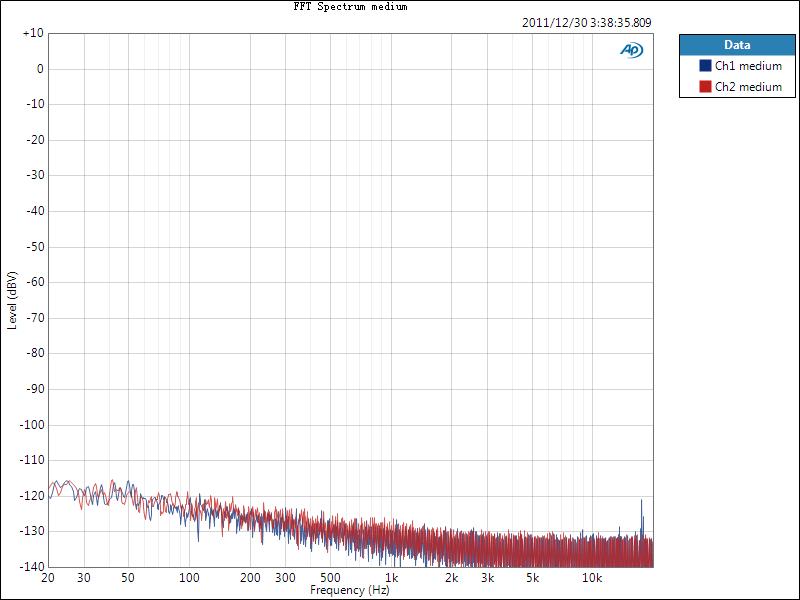 FFT Spectrum medium
2011/12/30 3:38:35.809
AP
Data
Ch1 medium
Ch2 medium
+10
0
-10
-20
-30
-40
-50
-60
-70
-80
-90
-100
-110
-120
-130
-140
Level (dBV)
20 30 50 100 200 300 500 1k 2k 3k 5k 10k
Frequency (Hz)